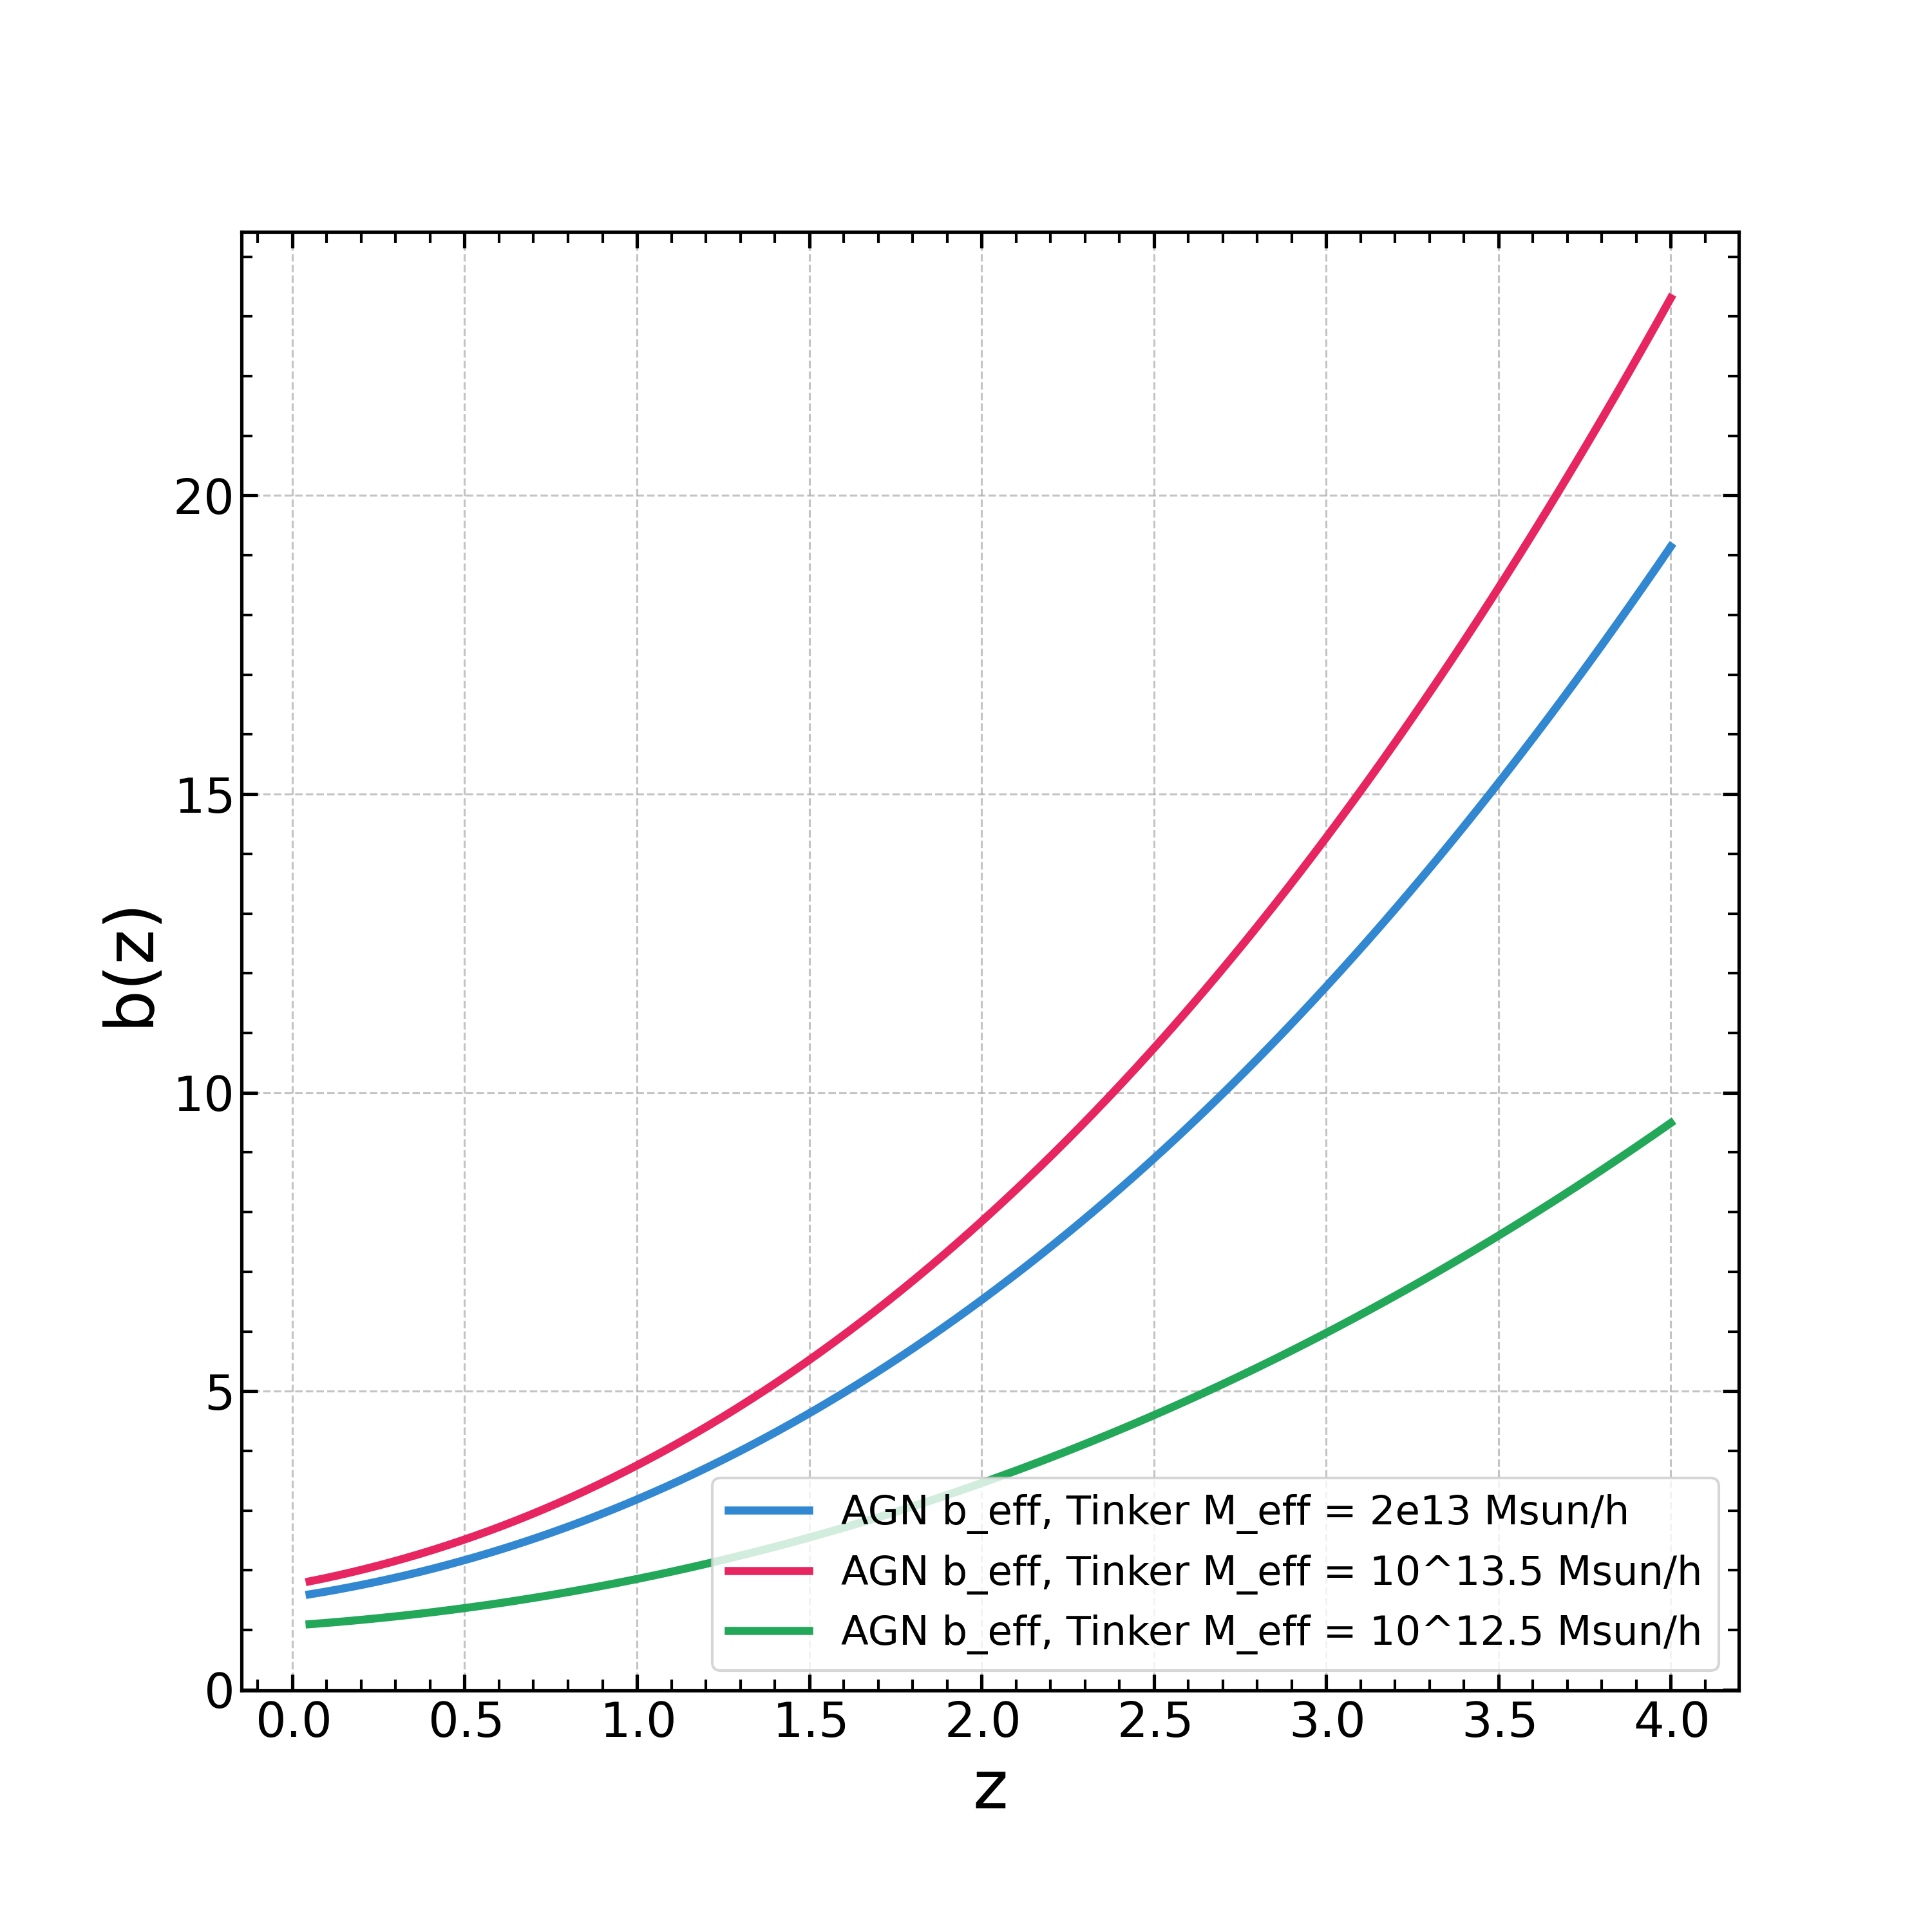 20
15
10
5
0
b(z)
AGN b_eff, Tinker M_eff = 2e13 Msun/h
AGN b_eff, Tinker M_eff = 10^13.5 Msun/h
AGN b_eff, Tinker M_eff = 10^12.5 Msun/h
0.0 0.5 1.0 1.5 2.0 2.5 3.0 3.5 4.0
z